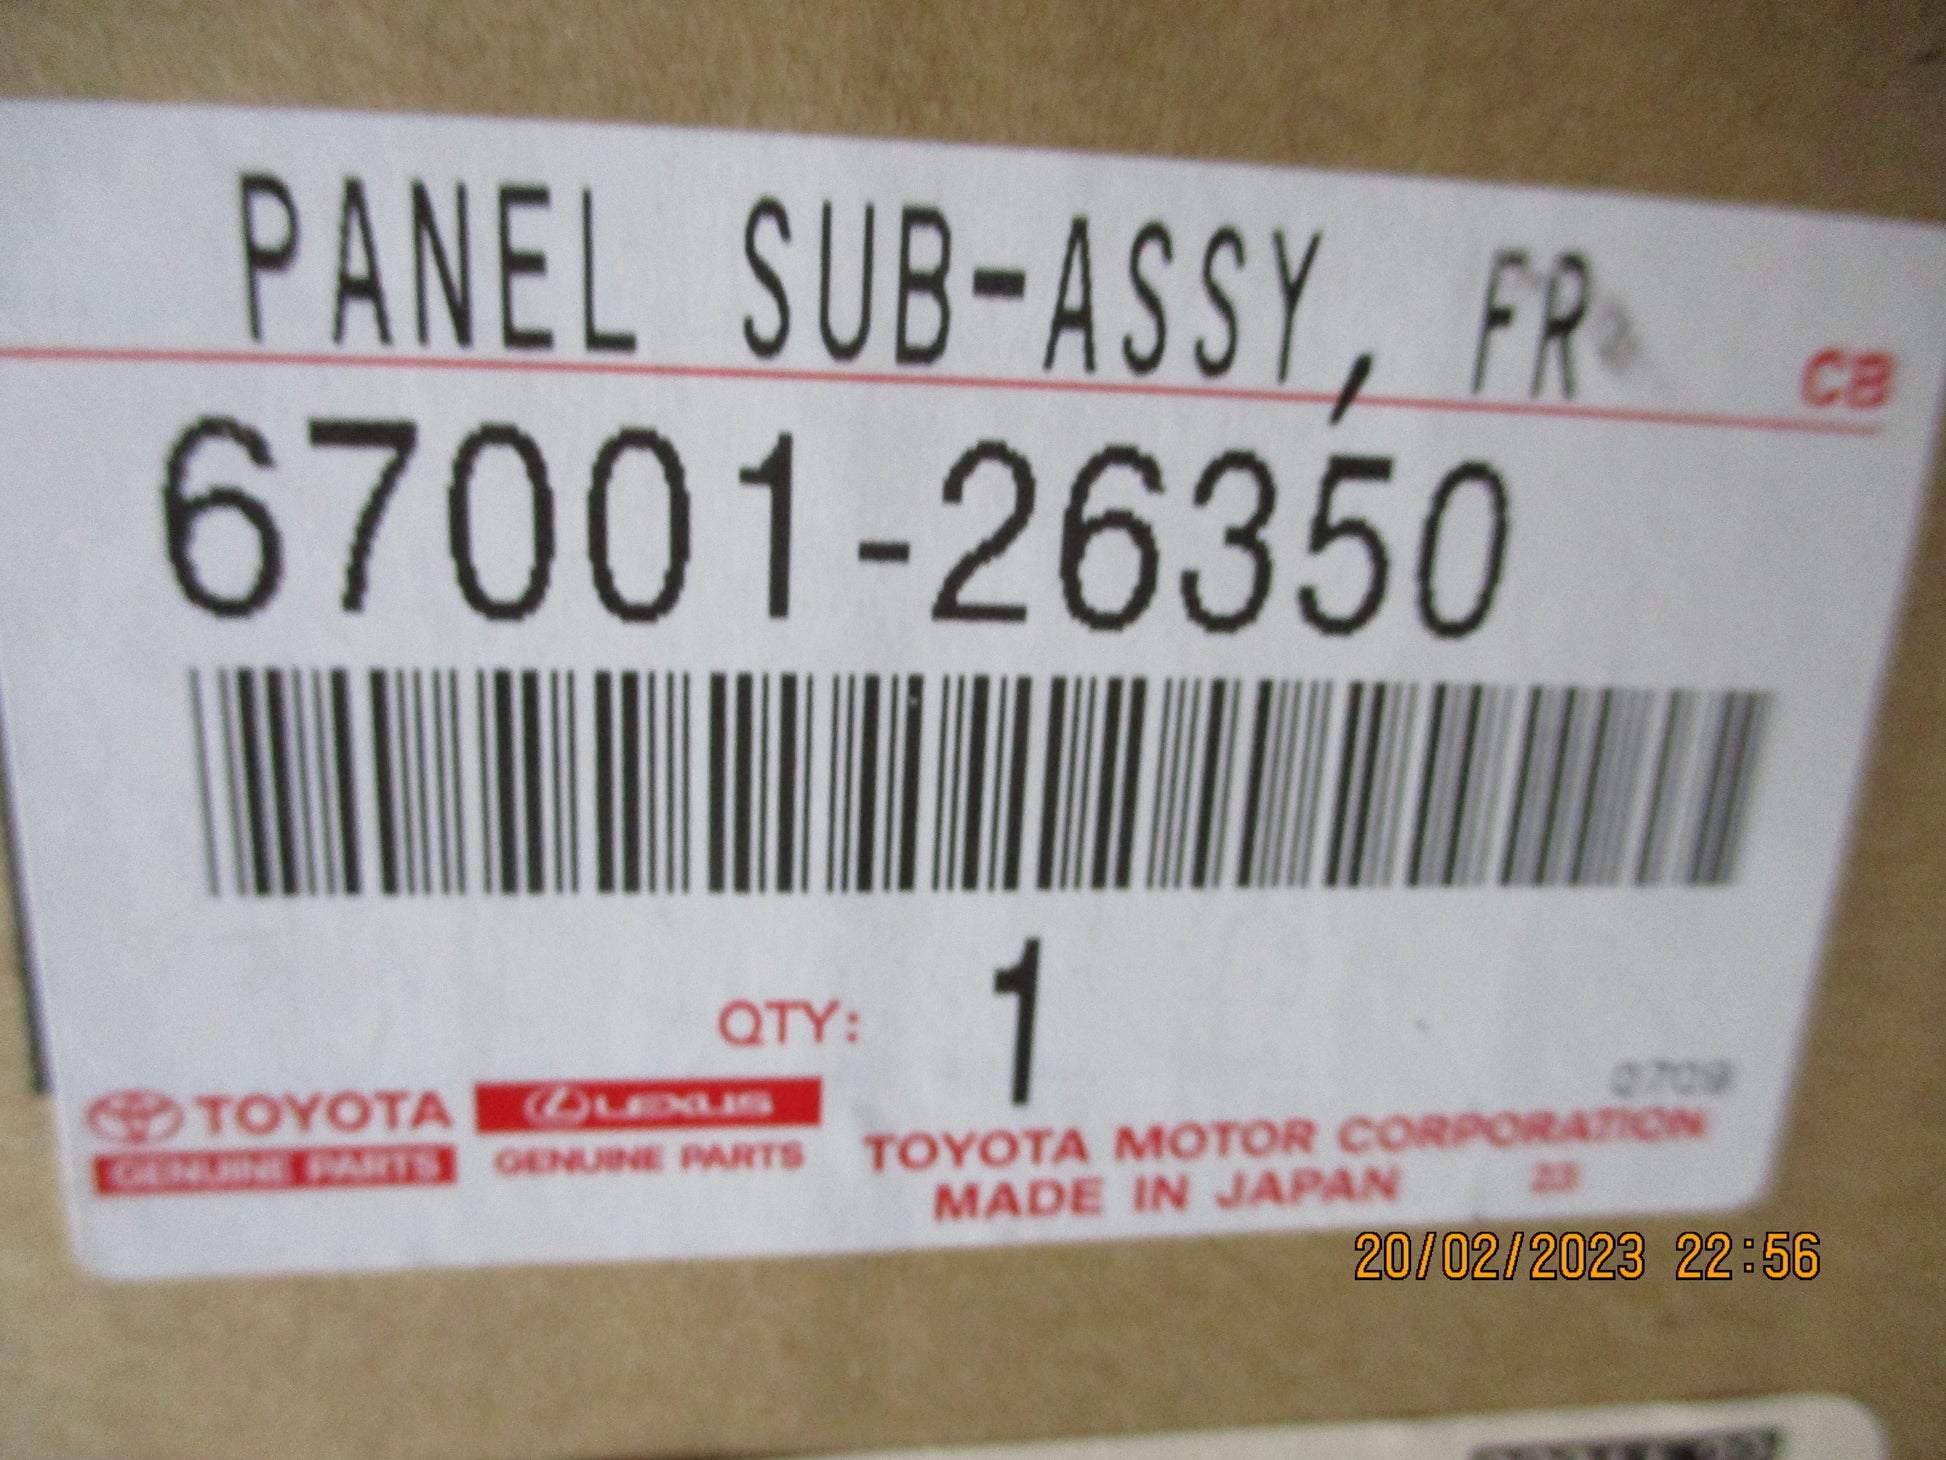 PANEL SUB-ASSY, FR
CB
67001-26350
QTY: 1
0709
TOYOTA
GENUINE PARTS
LEXUS
GENUINE PARTS
TOYOTA MOTOR CORPORATION
MADE IN JAPAN 22
20/02/2023 22:56